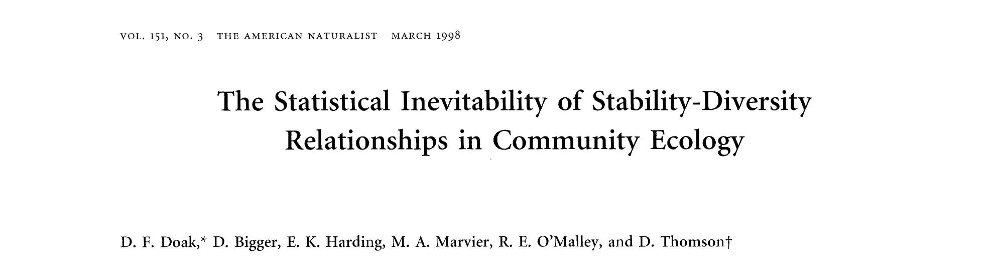 VOL. 151, NO. 3 THE AMERICAN NATURALIST MARCH 1998
The Statistical Inevitability of Stability-Diversity
Relationships in Community Ecology
D. F. Doak,* D. Bigger, E. K. Harding, M. A. Marvier, R. E. O'Malley, and D. Thomson†